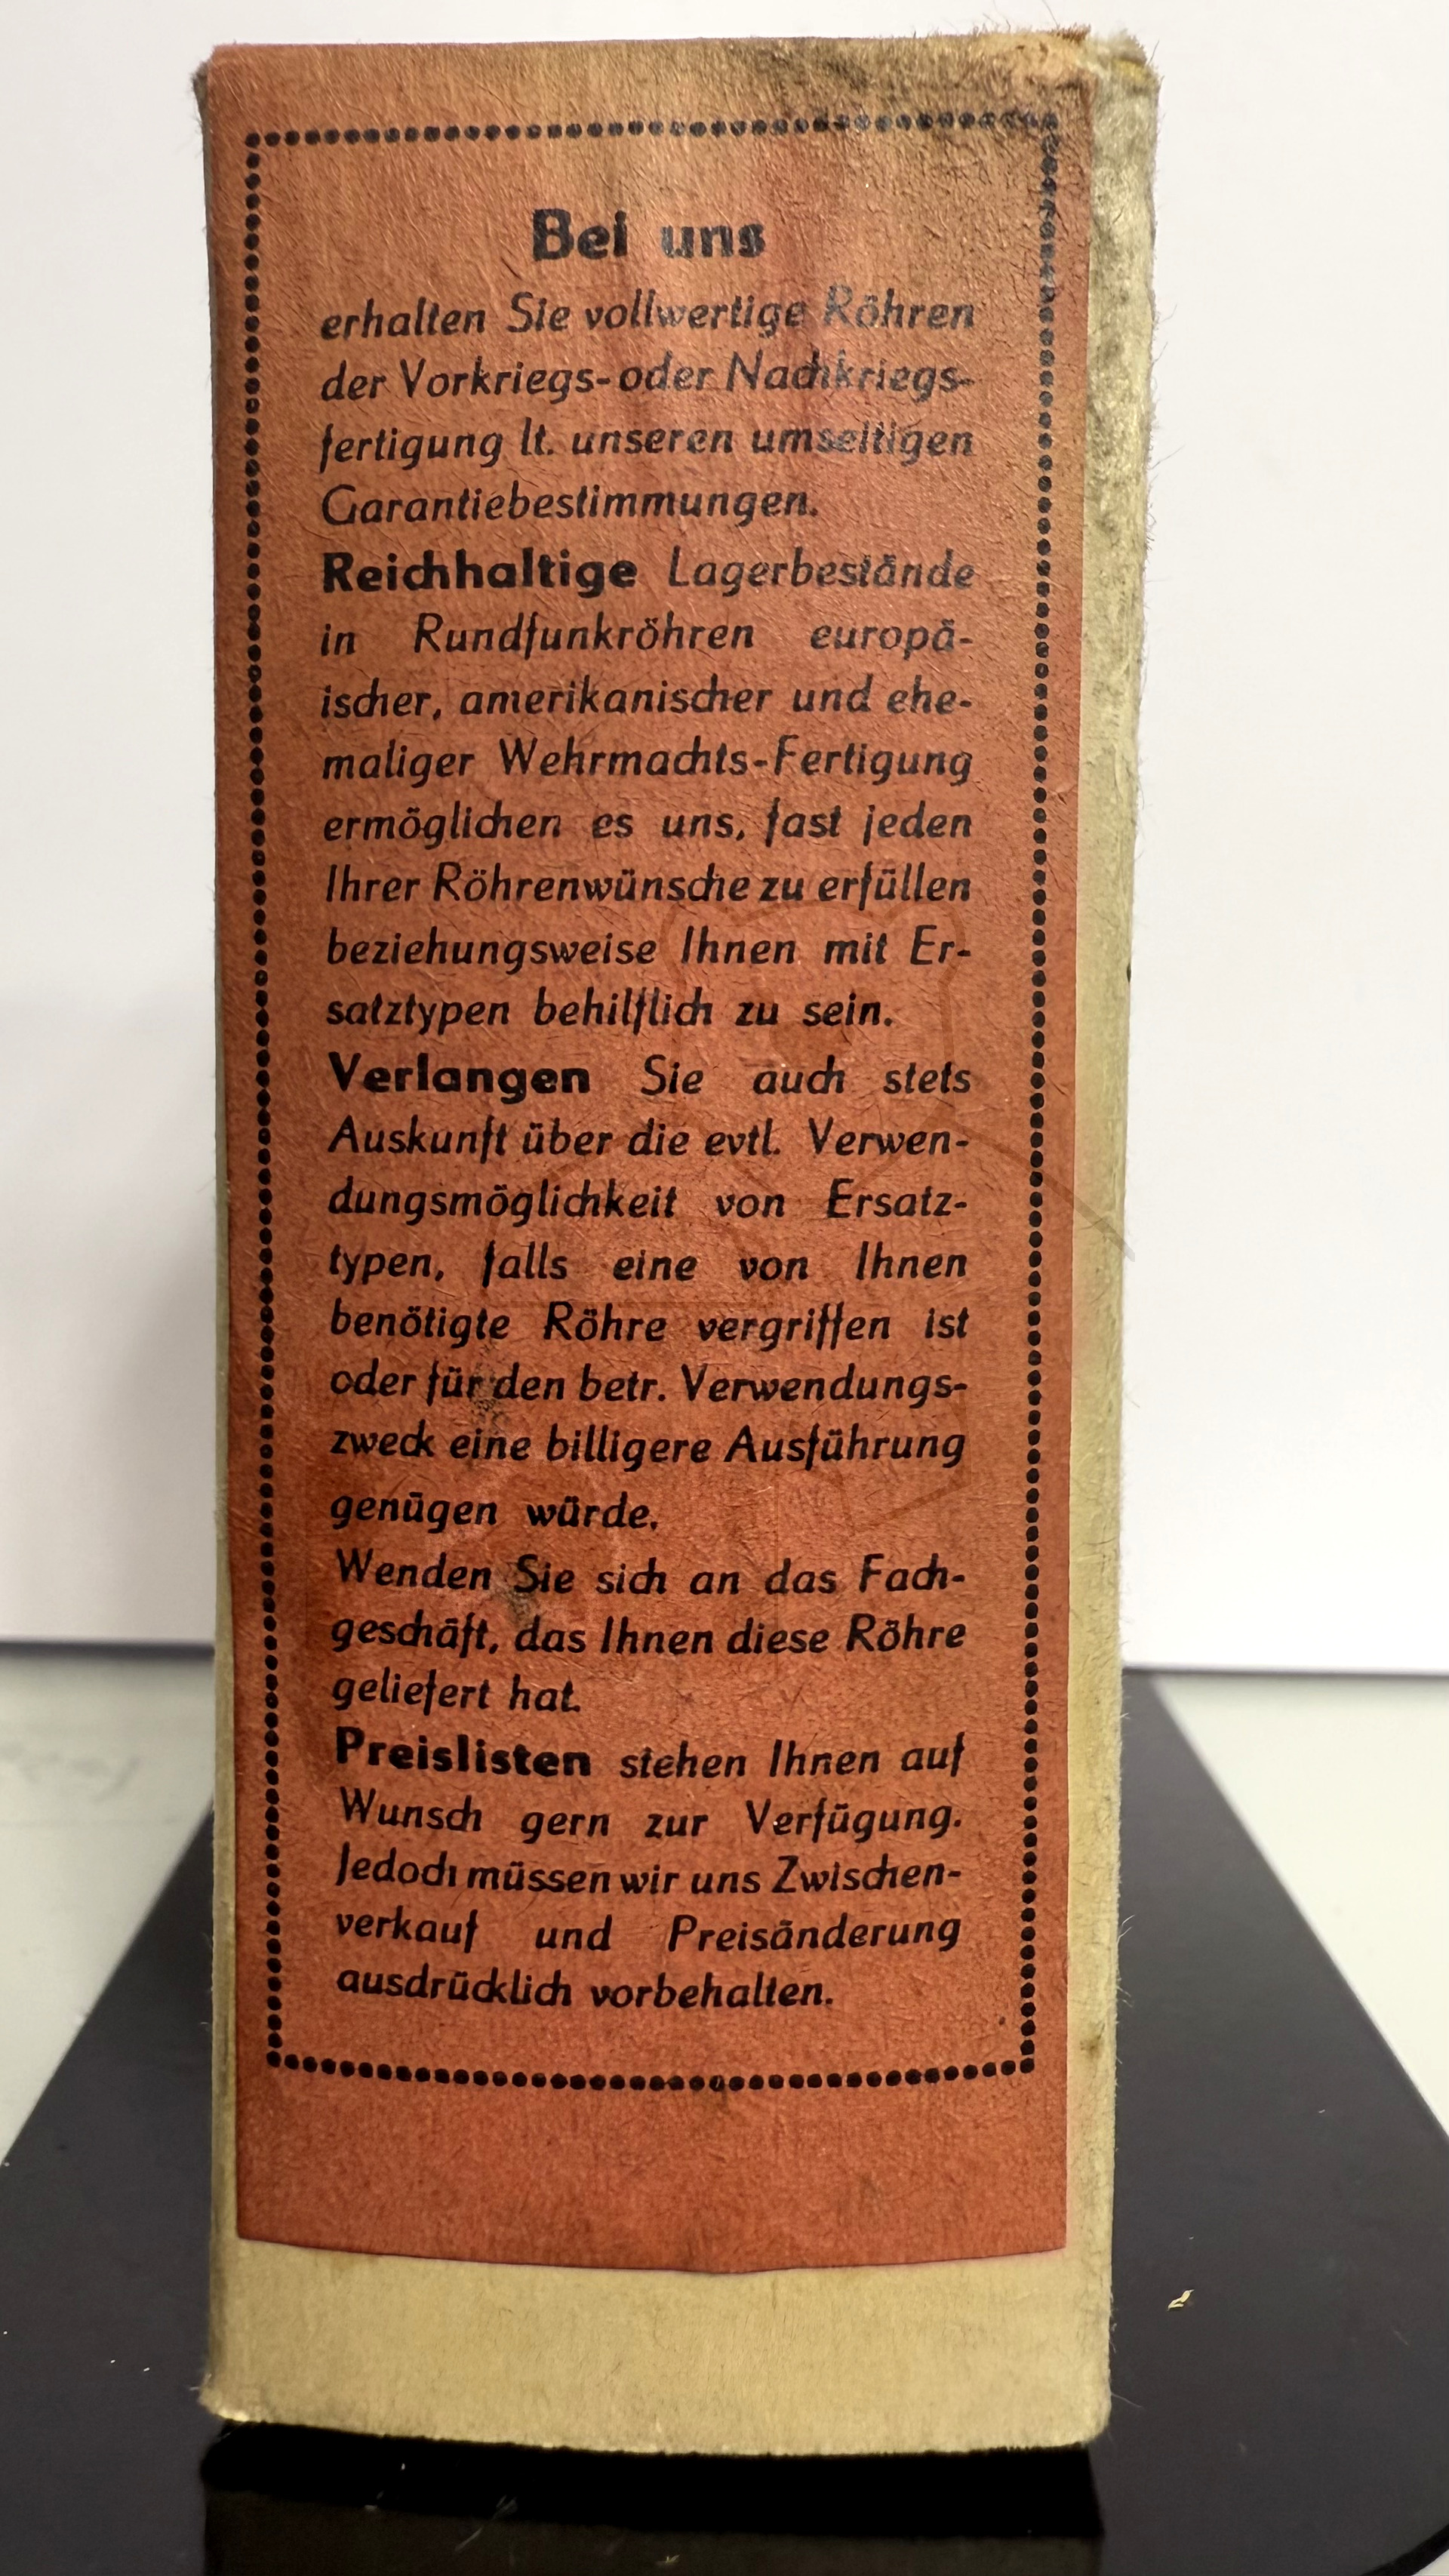 Bei uns
erhalten Sie vollwertige Röhren
der Vorkriegs- oder Nachkriegs-
fertigung lt. unseren umseitigen
Garantiebestimmungen.
Reichhaltige Lagerbestände
in Rundfunkröhren europä-
ischer, amerikanischer und ehe-
maliger Wehrmachts-Fertigung
ermöglichen es uns, fast jeden
Ihrer Röhrenwünsche zu erfüllen
beziehungsweise Ihnen mit Er-
satztypen behilflich zu sein.
Verlangen Sie auch stets
Auskunft über die evtl. Verwen-
dungsmöglichkeit von Ersatz-
typen, falls eine von Ihnen
benötigte Röhre vergriffen ist
oder für den betr. Verwendungs-
zweck eine billigere Ausführung
genügen würde.
Wenden Sie sich an das Fach-
geschäft, das Ihnen diese Röhre
geliefert hat.
Preislisten stehen Ihnen auf
Wunsch gern zur Verfügung.
Jedoch müssen wir uns Zwischen-
verkauf und Preisänderung
ausdrücklich vorbehalten.